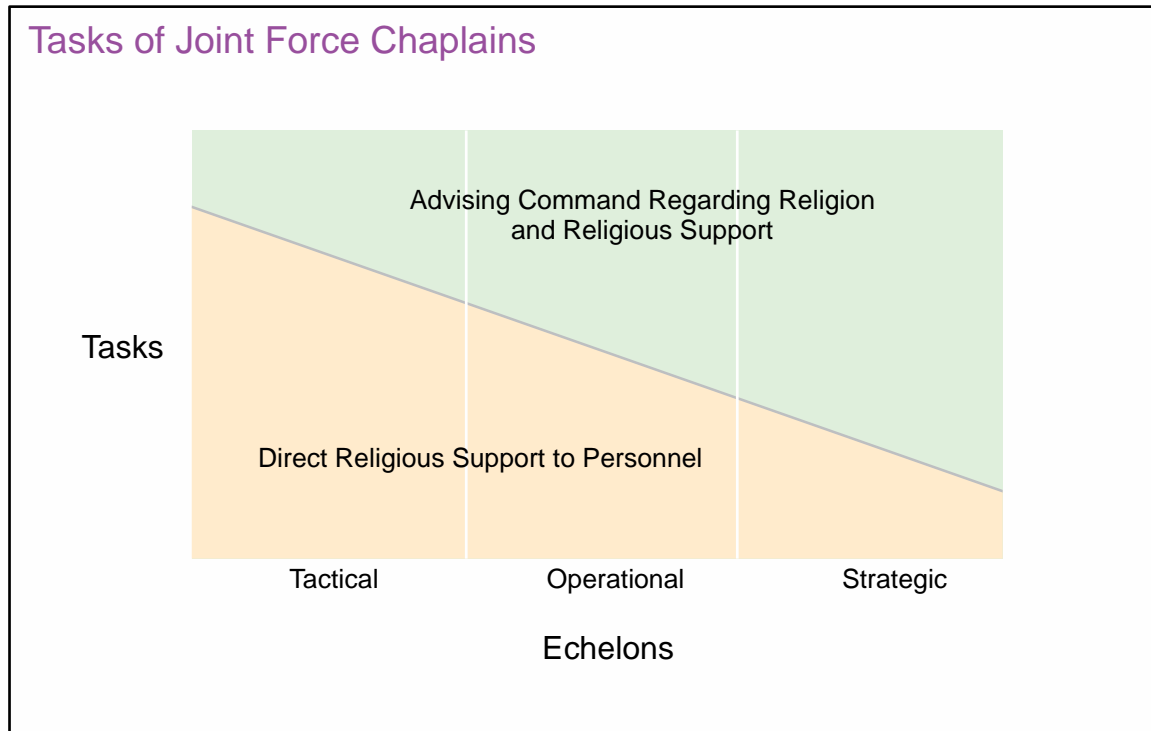 Tasks of Joint Force Chaplains
Advising Command Regarding Religion
and Religious Support
Tasks
Direct Religious Support to Personnel
Tactical
Operational
Strategic
Echelons